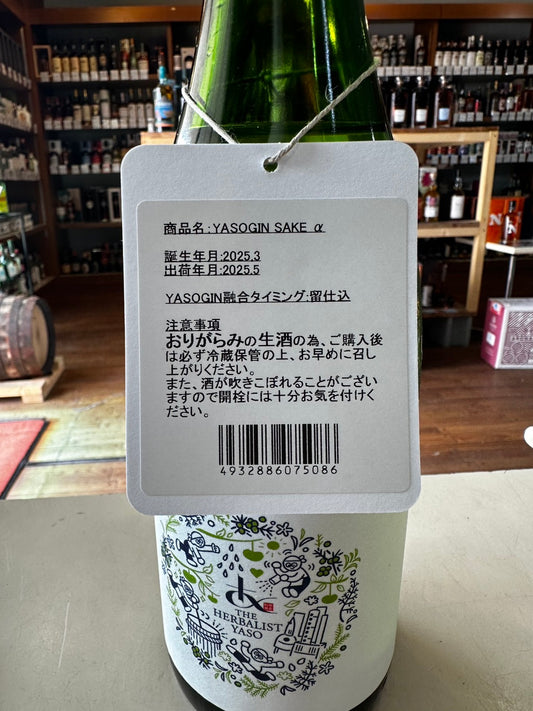 商品名:YASOGIN SAKE α
誕生年月:2025.3
出荷年月:2025.5
YASOGIN融合タイミング:留仕込
注意事項
おりがらみの生酒の為、ご購入後
は必ず冷蔵保管の上、お早めに召し
上がりください。
また、酒が吹きこぼれることがござい
ますので開栓には十分お気を付けく
ださい。
4932886075086
THE
HERBALIST
YASO